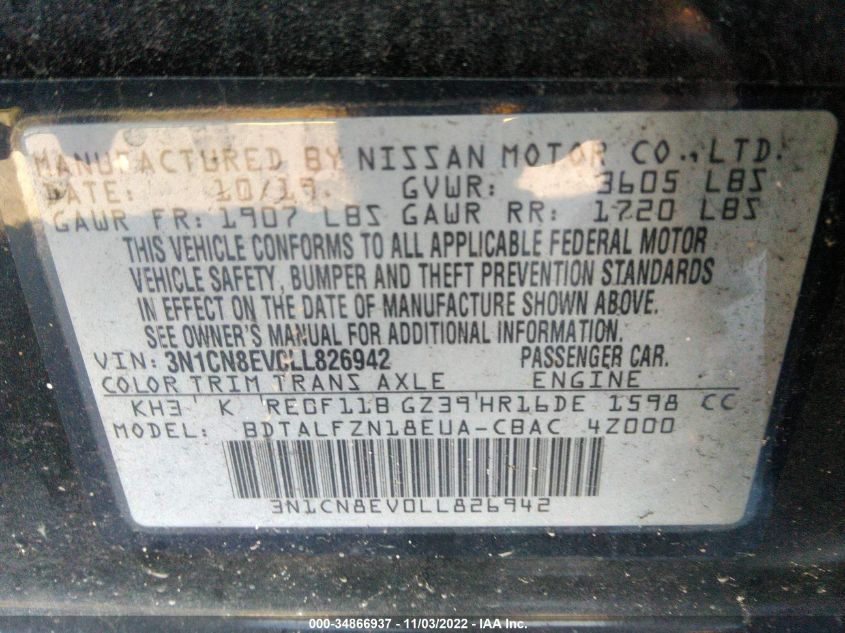 MANUFACTURED BY NISSAN MOTOR CO., LTD.
DATE: 10/19 GVWR: 3605 LBS
GAWR FR: 1907 LBS GAWR RR: 1720 LBS
THIS VEHICLE CONFORMS TO ALL APPLICABLE FEDERAL MOTOR
VEHICLE SAFETY, BUMPER AND THEFT PREVENTION STANDARDS
IN EFFECT ON THE DATE OF MANUFACTURE SHOWN ABOVE.
SEE OWNER'S MANUAL FOR ADDITIONAL INFORMATION.
VIN: 3N1CN8EV0LL826942 PASSENGER CAR.
COLOR TRIM TRANS AXLE ENGINE
KH3 K RE0F11B GZ39 HR16DE 1598 CC
MODEL: BDTALFZN18EUA-CBAC 4Z000
3N1CN8EV0LL826942
000-34866937 - 11/03/2022 - IAA Inc.